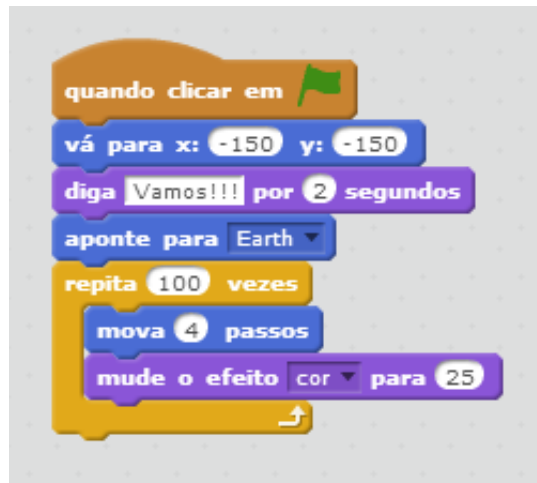 quando clicar em
vá para x: -150 y: -150
diga Vamos!!! por 2 segundos
aponte para Earth
repita 100 vezes
mova 4 passos
mude o efeito cor para 25